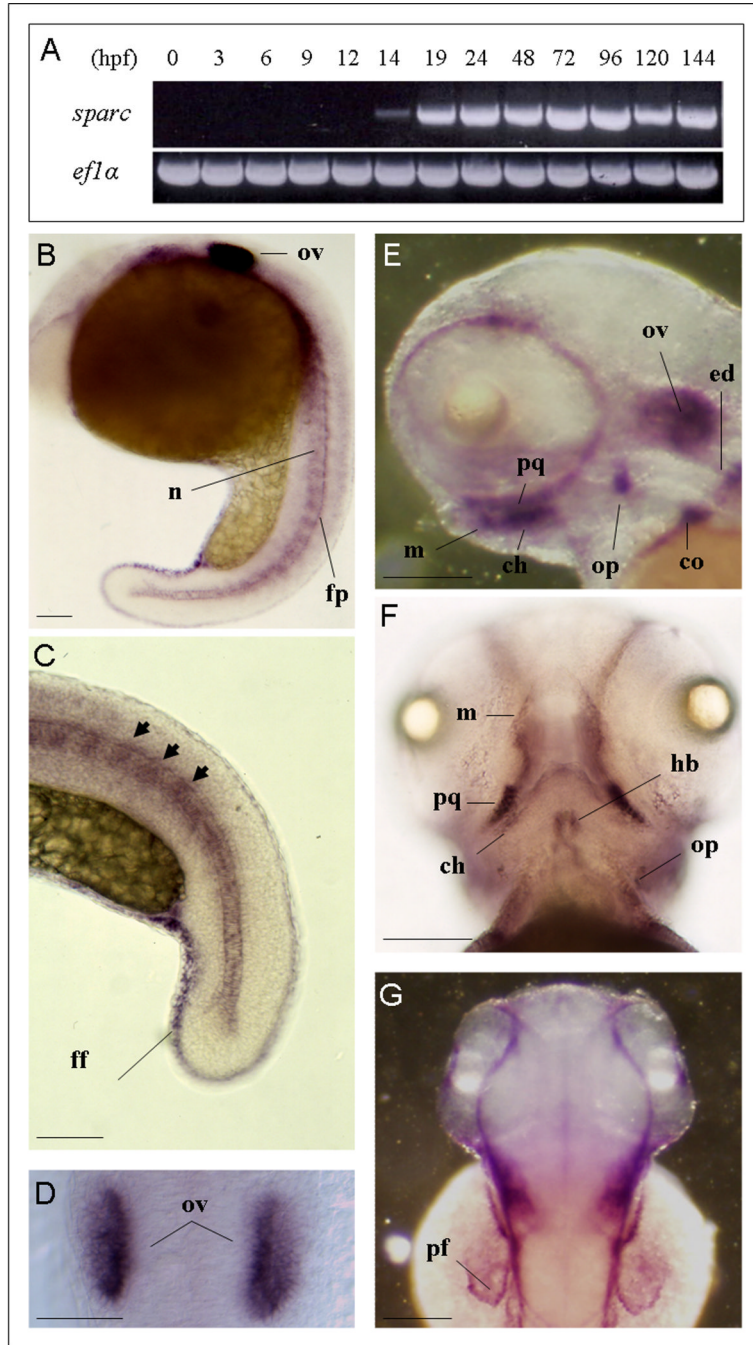 A (hpf) 0 3 6 9 12 14 19 24 48 72 96 120 144
sparc
ef1α
B
ov
n
fp
C
ff
D
ov
E
ov
ed
pq
m
ch
op
co
F
m
hb
pq
ch
op
G
pf